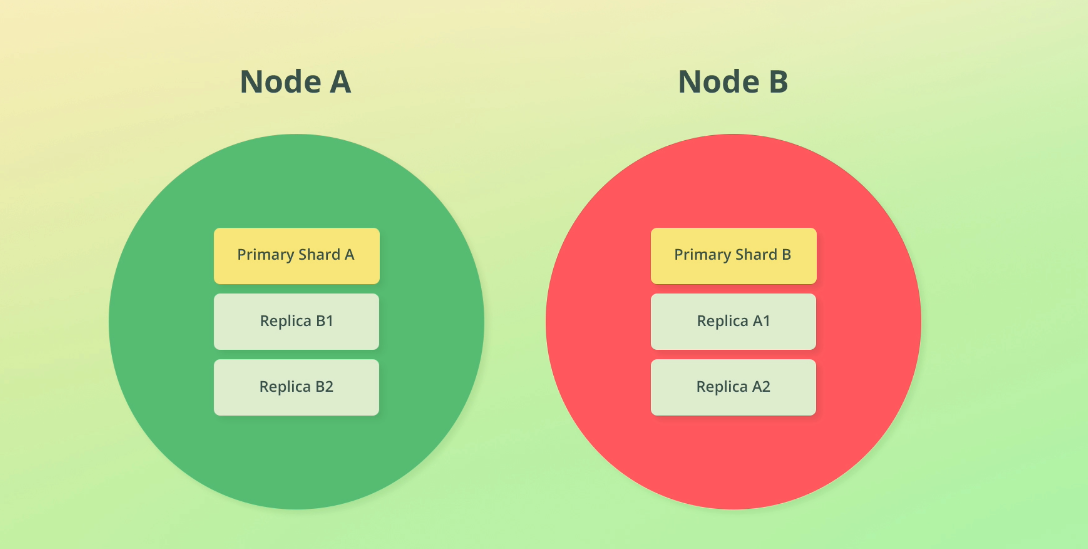 Node A
Primary Shard A
Replica B1
Replica B2
Node B
Primary Shard B
Replica A1
Replica A2